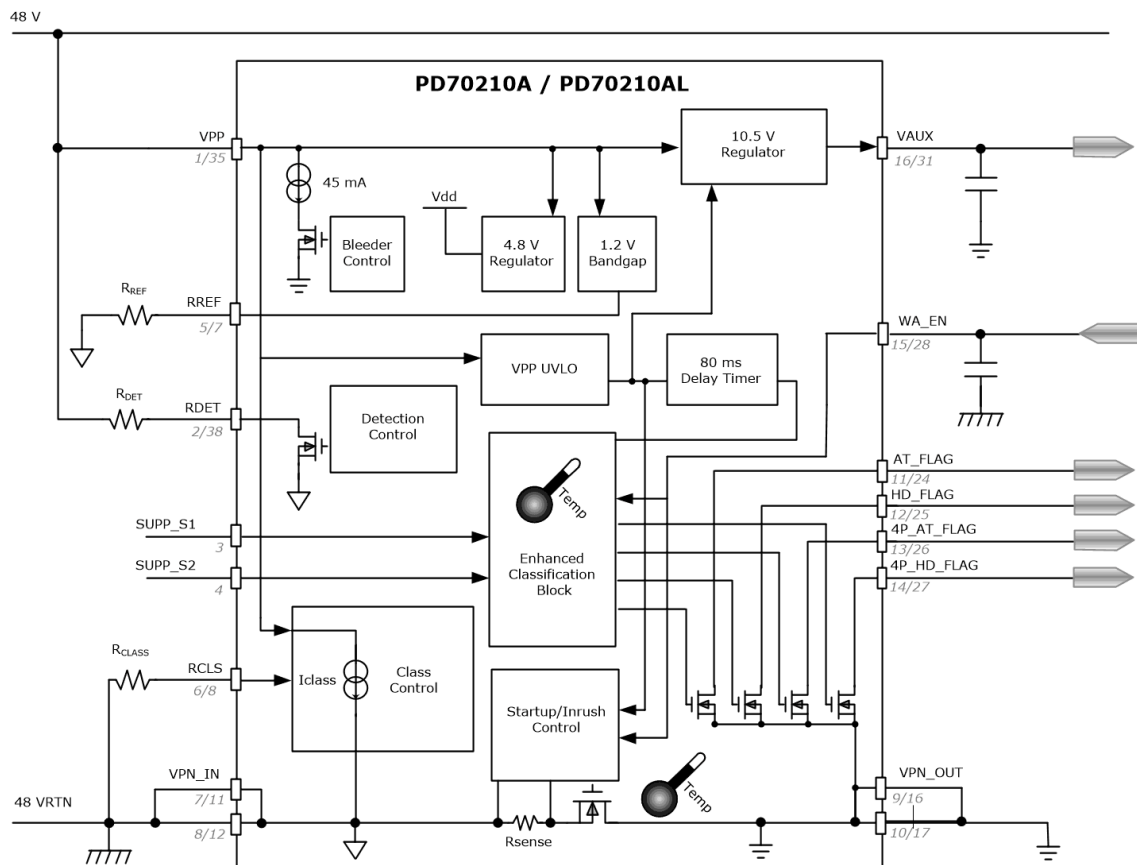 48 V
PD70210A / PD70210AL
VPP
1/35
45 mA
Bleeder
Control
Vdd
4.8 V
Regulator
1.2 V
Bandgap
10.5 V
Regulator
VAUX
16/31
RREF
RREF
5/7
WA_EN
15/28
VPP UVLO
80 ms
Delay Timer
RDET
RDET
2/38
Detection
Control
Temp
Enhanced
Classification
Block
AT_FLAG
11/24
HD_FLAG
12/25
4P_AT_FLAG
13/26
4P_HD_FLAG
14/27
SUPP_S1
3
SUPP_S2
4
RCLASS
RCLS
6/8
Iclass
Class
Control
Startup/Inrush
Control
Temp
VPN_IN
7/11
48 VRTN
8/12
Rsense
VPN_OUT
9/16
10/17